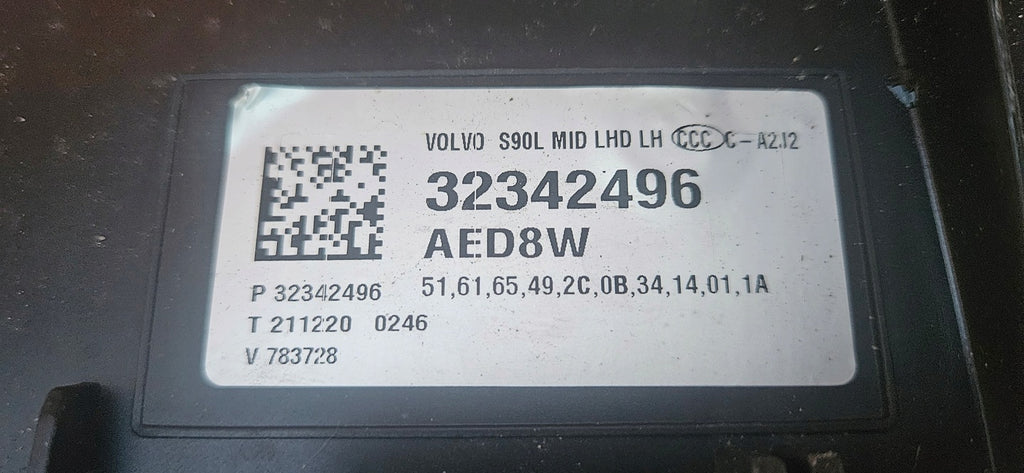 VOLVO S90L MID LHD LH CCC C-A2.12
32342496
AED8W
51,61,65,49,2C,0B,34,14,01,1A
P 32342496
T 211220 0246
V 783728